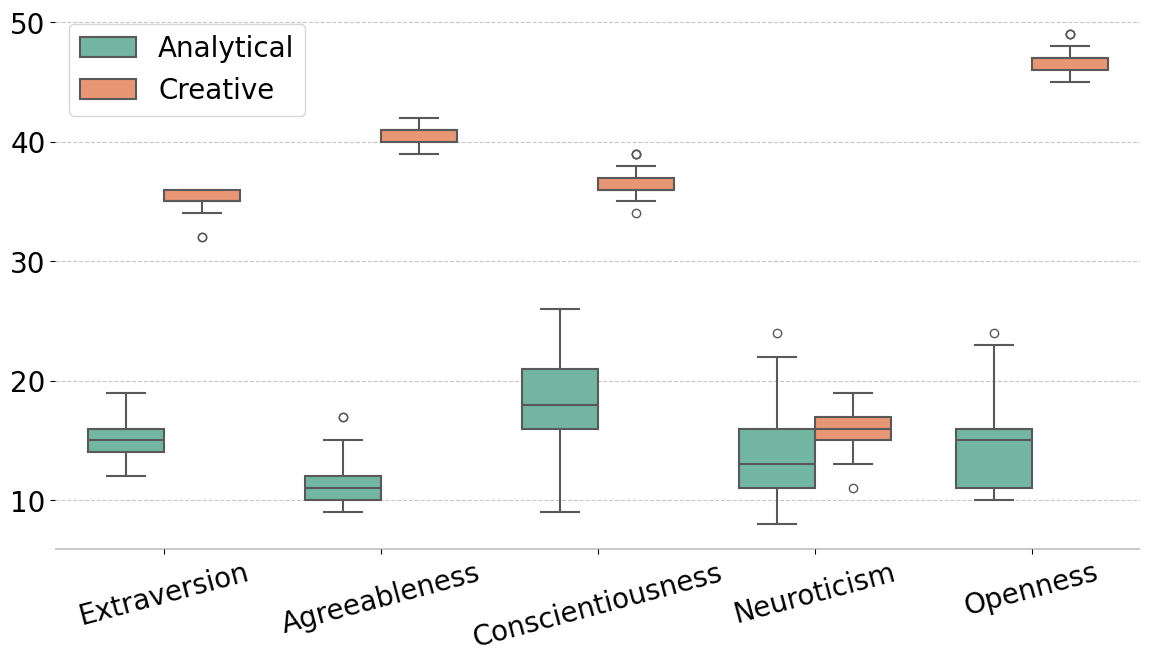 50
40
30
20
10
Analytical
Creative
Extraversion
Agreeableness
Conscientiousness
Neuroticism
Openness